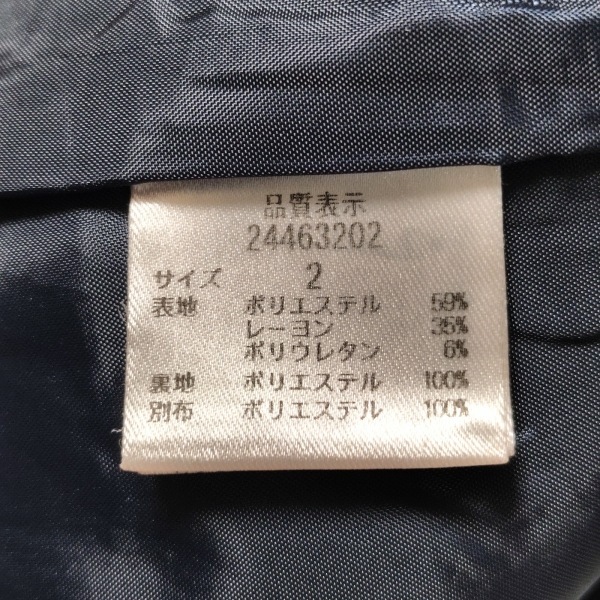 品質表示
24463202
サイズ 2
表地 ポリエステル 59%
レーヨン 35%
ポリウレタン 6%
裏地 ポリエステル 100%
別布 ポリエステル 100%